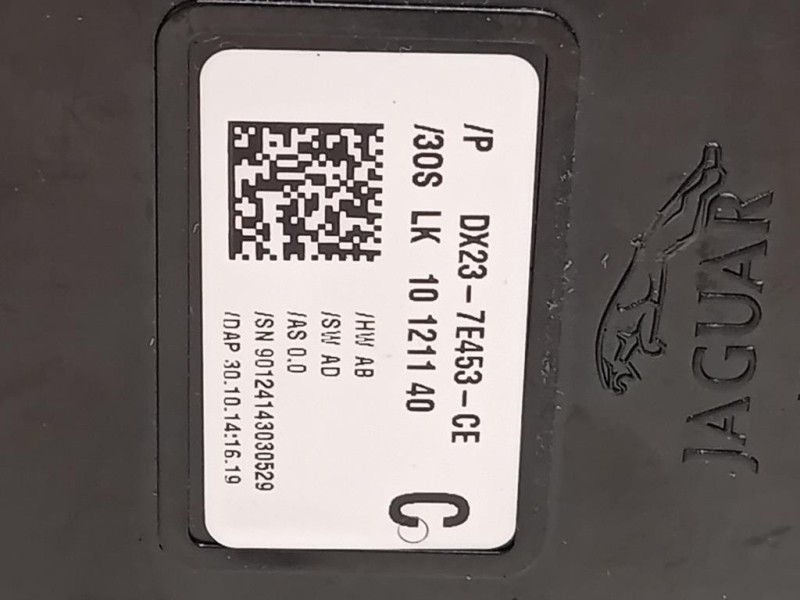 JAGUAR
/P DX23-7E453-CE
/30S LK 10 1211 40
C
/HW AB
/SW AD
/AS 0.0
/SN 90124143030529
/DAP 30.10.14:16.19